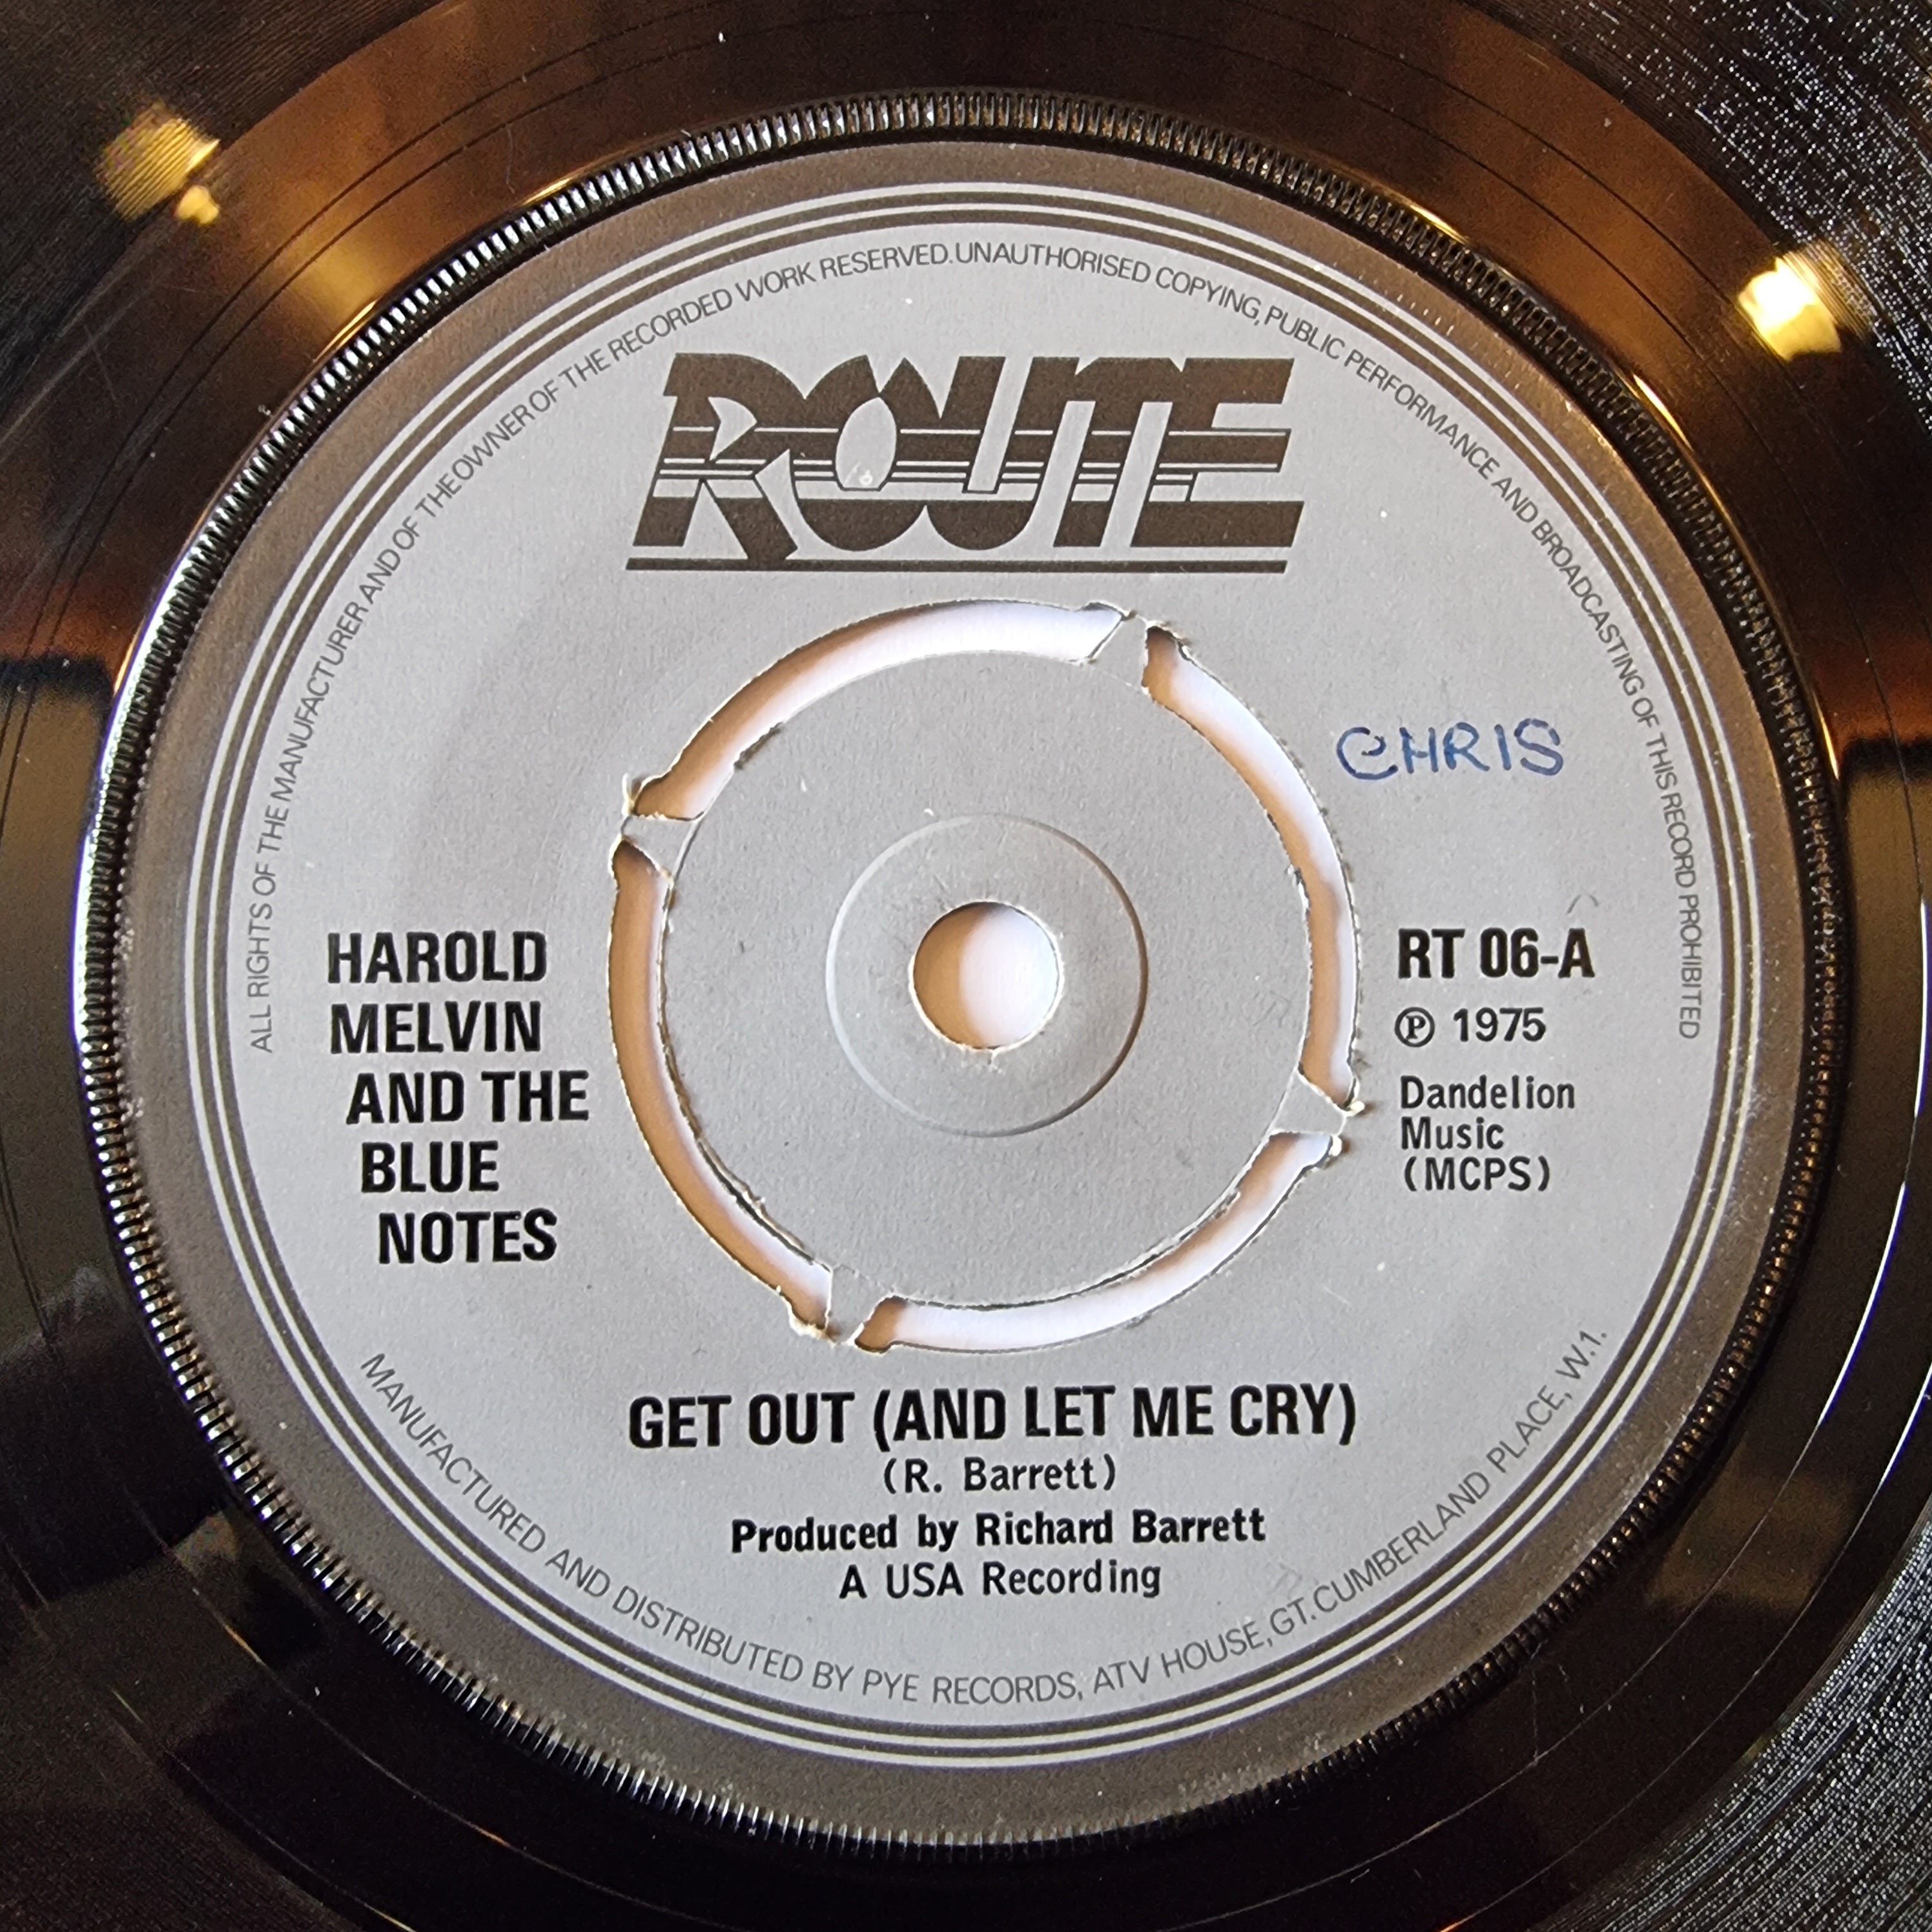 ALL RIGHTS OF THE MANUFACTURER AND OF THE OWNER OF THE RECORDED WORK RESERVED. UNAUTHORISED COPYING, PUBLIC PERFORMANCE AND BROADCASTING OF THIS RECORD PROHIBITED
ROUTE
CHRIS
HAROLD
MELVIN
AND THE
BLUE
NOTES
RT 06-A
℗ 1975
Dandelion
Music
(MCPS)
GET OUT (AND LET ME CRY)
(R. Barrett)
Produced by Richard Barrett
A USA Recording
MANUFACTURED AND DISTRIBUTED BY PYE RECORDS, ATV HOUSE, GT. CUMBERLAND PLACE, W.1.